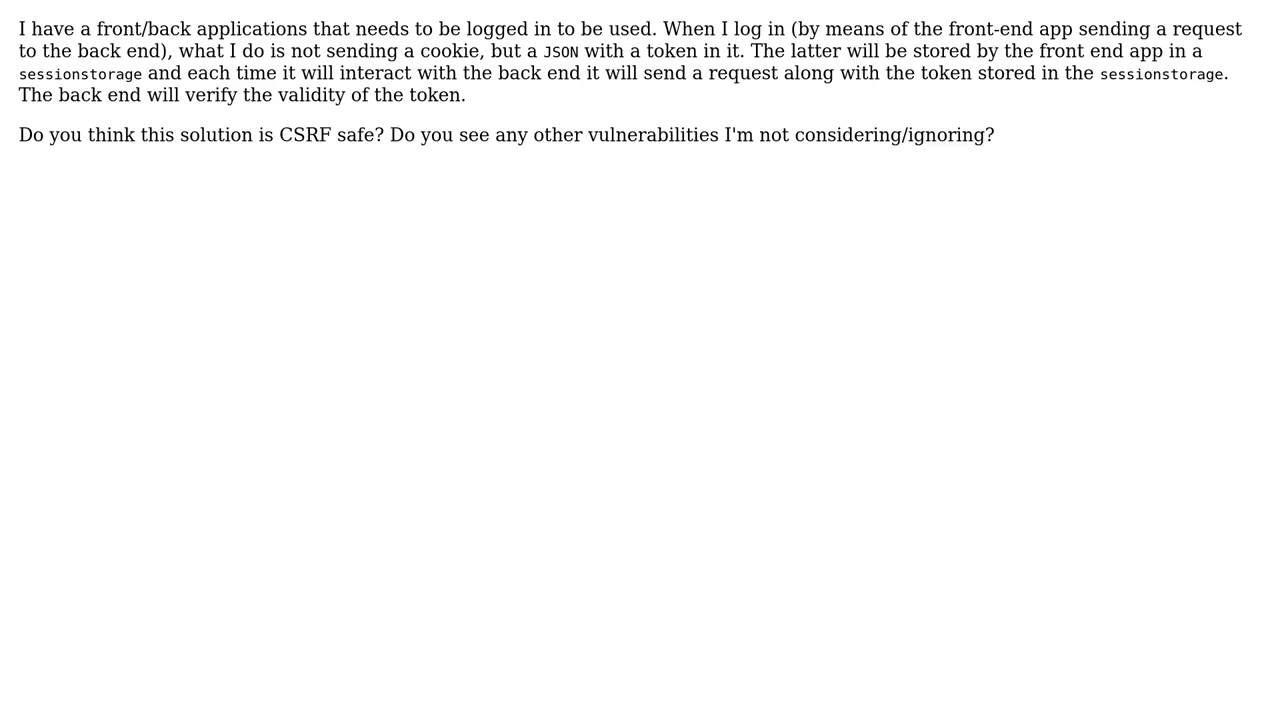 I have a front/back applications that needs to be logged in to be used. When I log in (by means of the front-end app sending a request
to the back end), what I do is not sending a cookie, but a JSON with a token in it. The latter will be stored by the front end app in a
sessionstorage and each time it will interact with the back end it will send a request along with the token stored in the sessionstorage.
The back end will verify the validity of the token.
Do you think this solution is CSRF safe? Do you see any other vulnerabilities I'm not considering/ignoring?